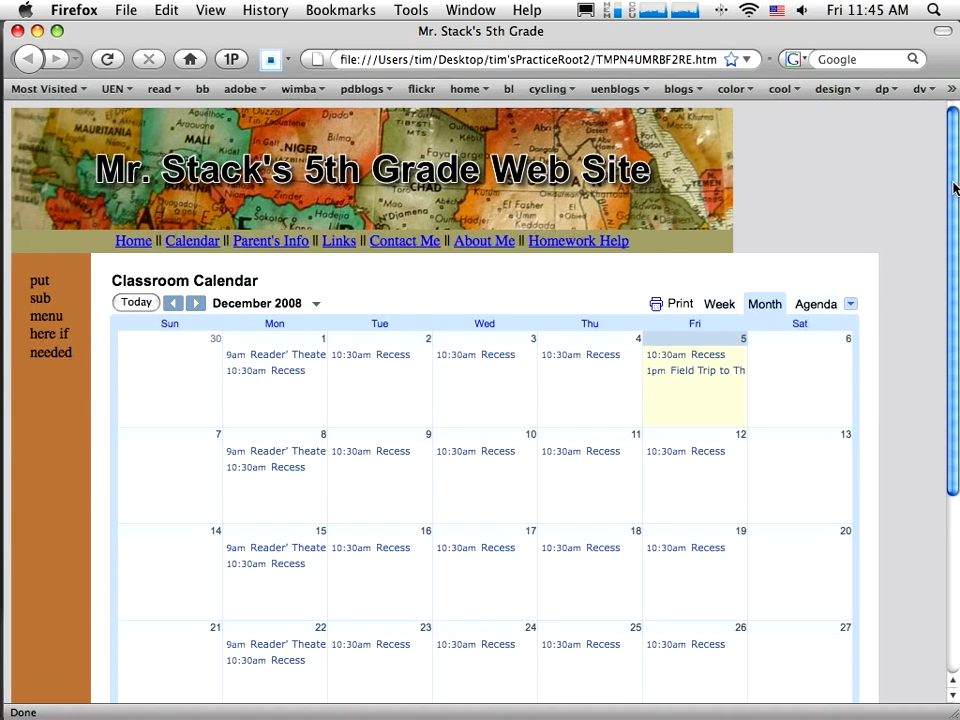 Firefox File Edit View History Bookmarks Tools Window Help Fri 11:45 AM
Mr. Stack's 5th Grade
1P file:///Users/tim/Desktop/tim'sPracticeRoot2/TMPN4UMRBF2RE.htm Google
Most Visited UEN read bb adobe wimba pdblogs flickr home bl cycling uenblogs blogs color cool design dp dv »
MAURITANIA
MALI
NIGER
CHAD
Mr. Stack's 5th Grade Web Site
Home || Calendar || Parent's Info || Links || Contact Me || About Me || Homework Help
put
sub
menu
here if
needed
Classroom Calendar
Today December 2008 Print Week Month Agenda
Sun Mon Tue Wed Thu Fri Sat
30 1 2 3 4 5 6
9am Reader' Theate 10:30am Recess 10:30am Recess 10:30am Recess 10:30am Recess
10:30am Recess 1pm Field Trip to Th
7 8 9 10 11 12 13
9am Reader' Theate 10:30am Recess 10:30am Recess 10:30am Recess 10:30am Recess
10:30am Recess
14 15 16 17 18 19 20
9am Reader' Theate 10:30am Recess 10:30am Recess 10:30am Recess 10:30am Recess
10:30am Recess
21 22 23 24 25 26 27
9am Reader' Theate 10:30am Recess 10:30am Recess 10:30am Recess 10:30am Recess
10:30am Recess
Done